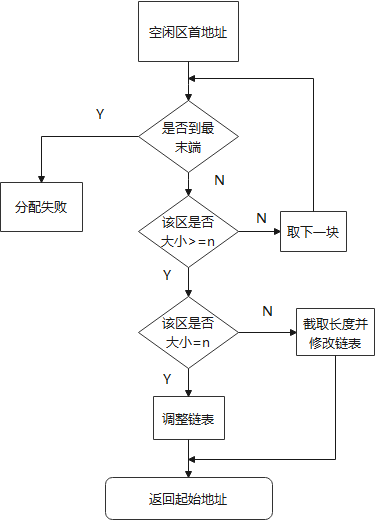 空闲区首地址
Y
是否到最
末端
N
分配失败
该区是否
大小>=n
N
取下一块
Y
该区是否
大小=n
N
截取长度并
修改链表
Y
调整链表
返回起始地址